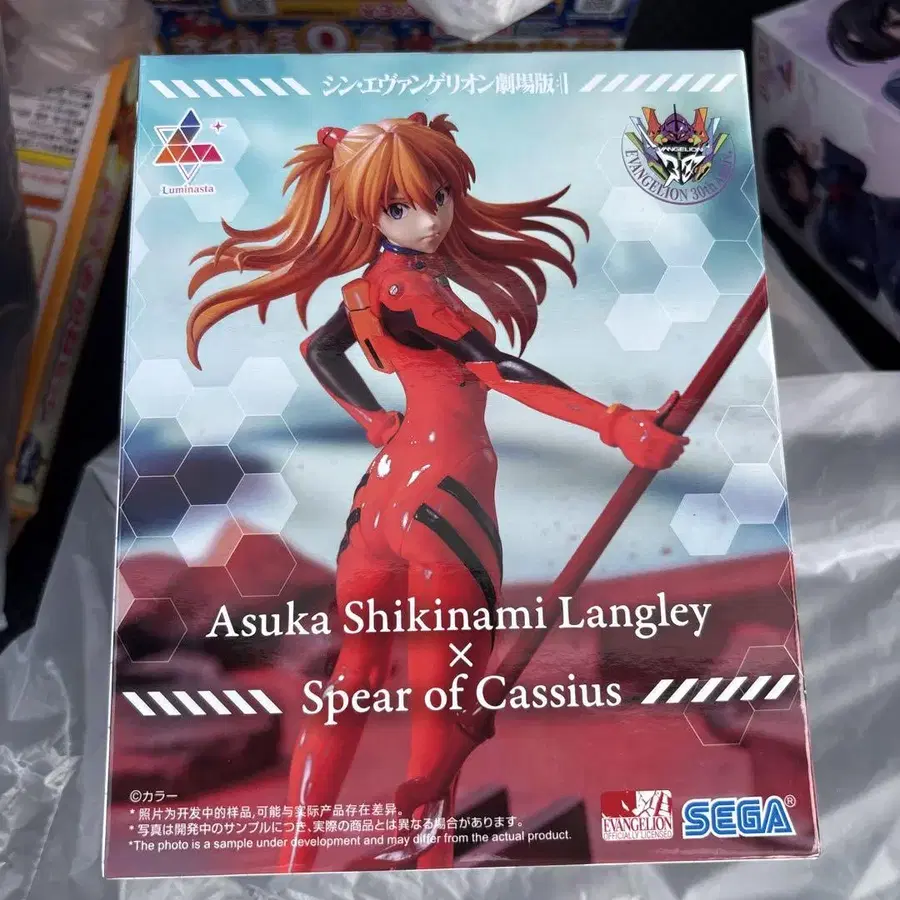 シン・エヴァンゲリオン劇場版
Luminasta
EVANGELION
EVANGELION 30th
Asuka Shikinami Langley
×
Spear of Cassius
©カラー
* 照片为开发中的样品,可能与实际产品存在差异。
* 写真は開発中のサンプルにつき、実際の商品とは異なる場合があります。
*The photo is a sample under development and may differ from the actual product.
EVANGELION
OFFICIALLY LICENSED
SEGA®